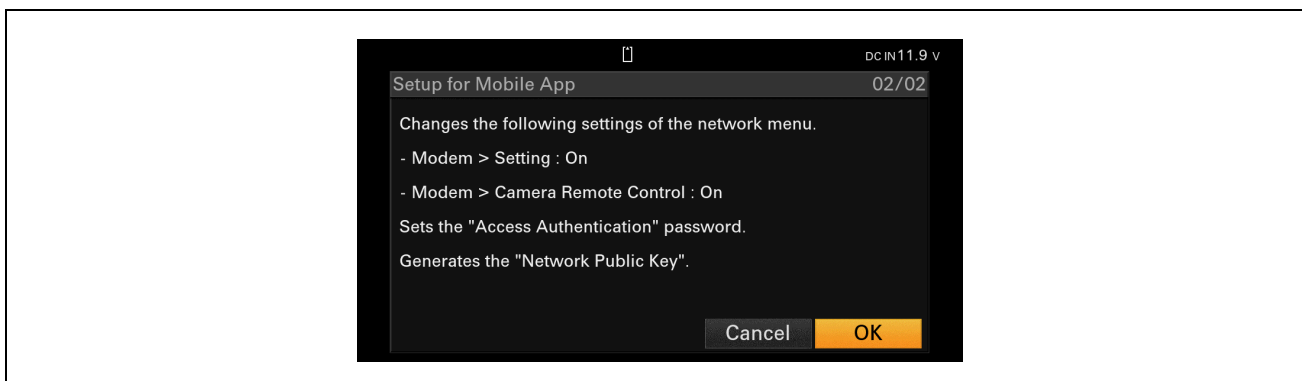 DC IN 11.9 V
Setup for Mobile App 02/02
Changes the following settings of the network menu.
- Modem > Setting : On
- Modem > Camera Remote Control : On
Sets the "Access Authentication" password.
Generates the "Network Public Key".
Cancel OK